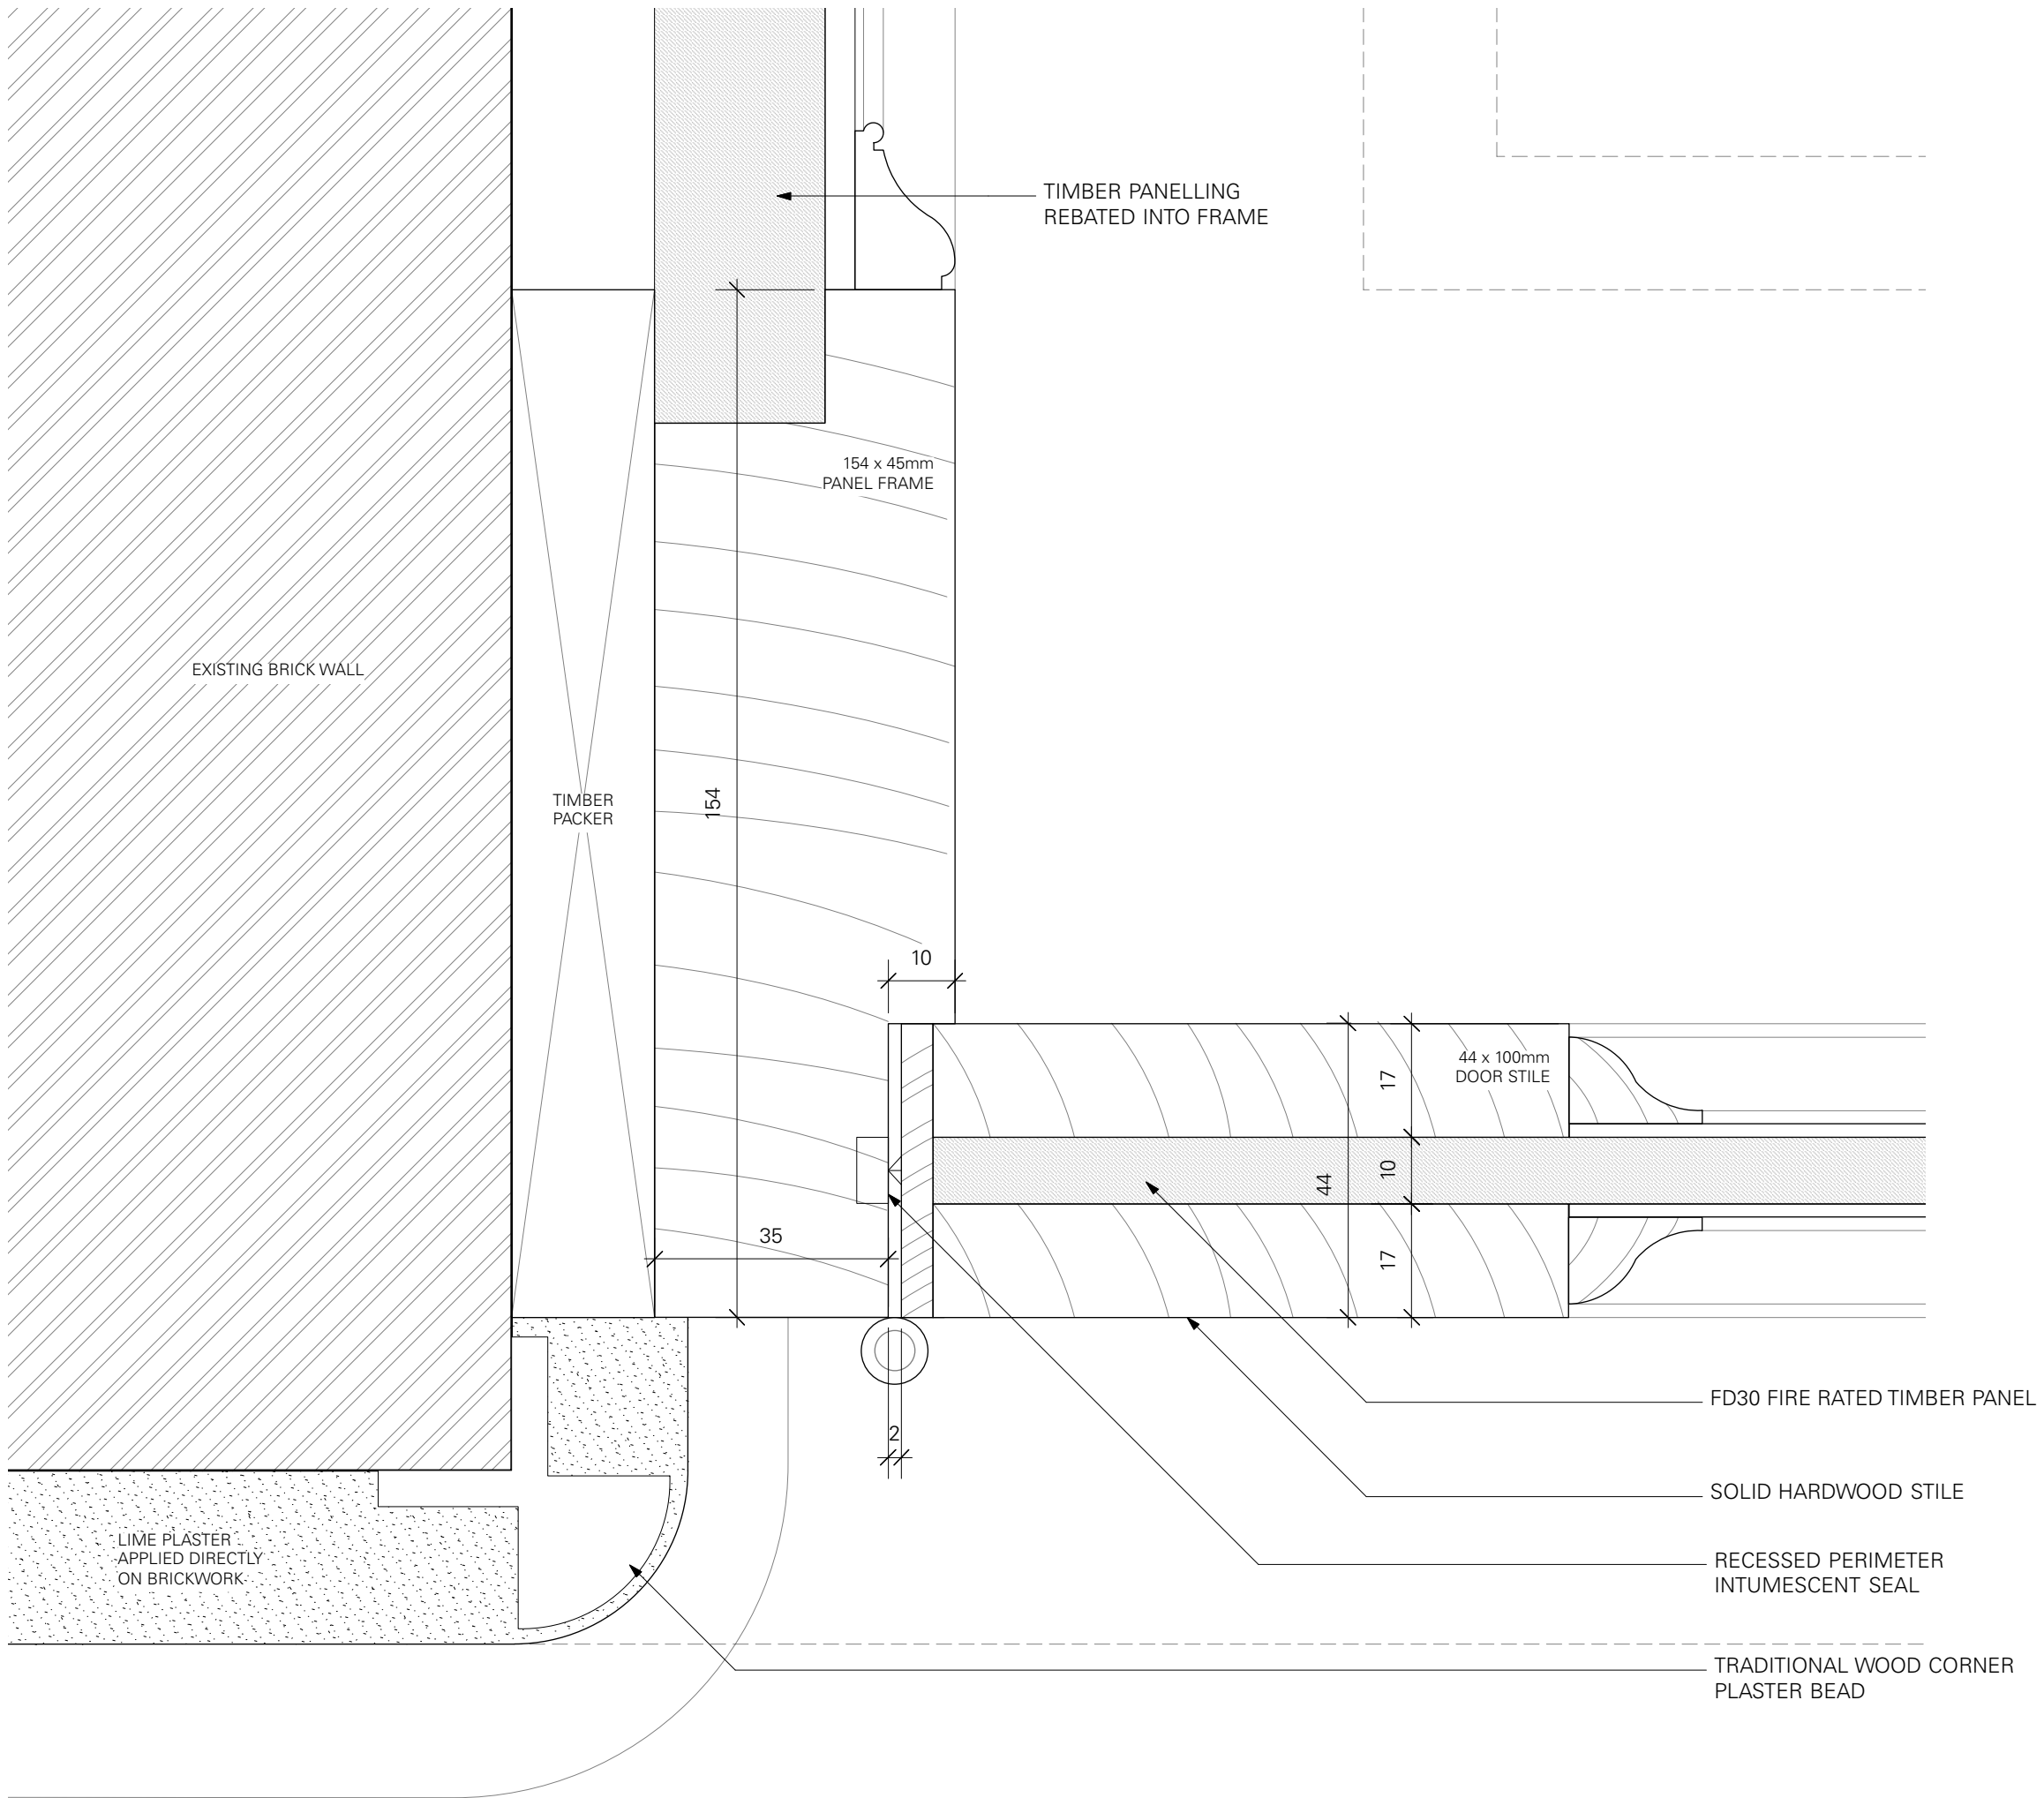 TIMBER PANELLING
REBATED INTO FRAME
154 x 45mm
PANEL FRAME
EXISTING BRICK WALL
TIMBER
PACKER
154
10
44 x 100mm
DOOR STILE
17
10
44
17
35
2
FD30 FIRE RATED TIMBER PANEL
SOLID HARDWOOD STILE
LIME PLASTER
APPLIED DIRECTLY
ON BRICKWORK
RECESSED PERIMETER
INTUMESCENT SEAL
TRADITIONAL WOOD CORNER
PLASTER BEAD